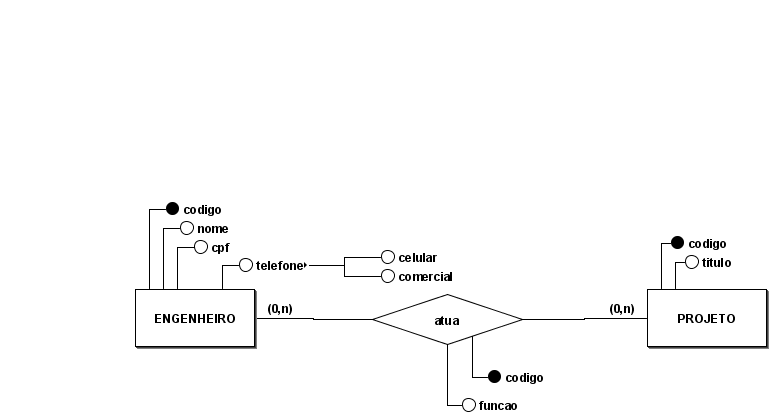 codigo
nome
cpf
telefone
celular
comercial
codigo
titulo
ENGENHEIRO
(0,n)
atua
(0,n)
PROJETO
codigo
funcao